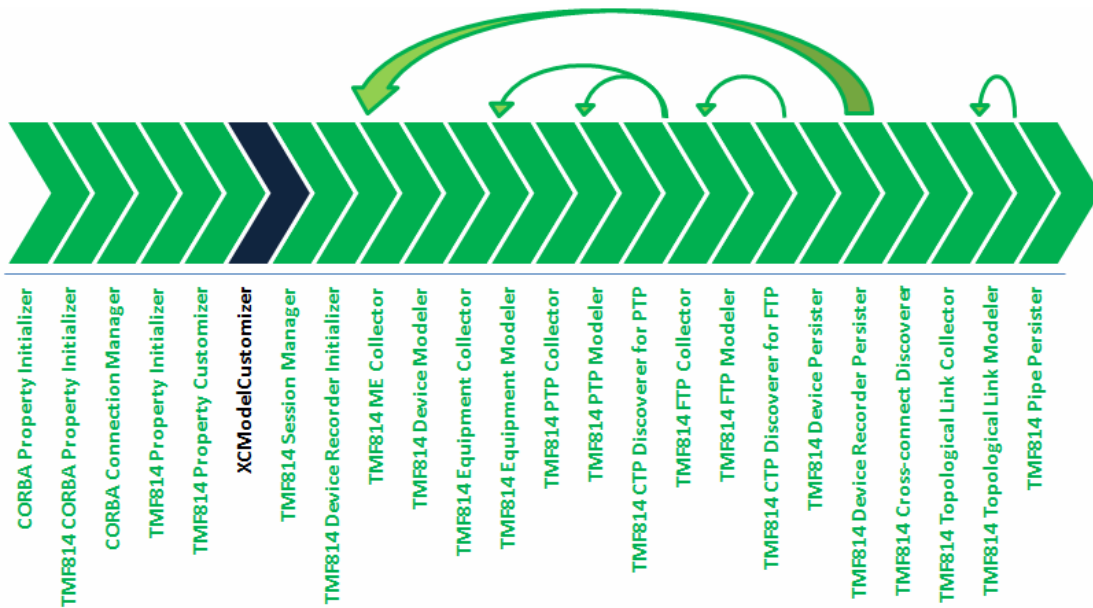 CORBA Property Initializer
TMF814 CORBA Property Initializer
CORBA Connection Manager
TMF814 Property Initializer
TMF814 Property Customizer
XCModelCustomizer
TMF814 Session Manager
TMF814 Device Recorder Initializer
TMF814 ME Collector
TMF814 Device Modeler
TMF814 Equipment Collector
TMF814 Equipment Modeler
TMF814 PTP Collector
TMF814 PTP Modeler
TMF814 CTP Discoverer for PTP
TMF814 FTP Collector
TMF814 FTP Modeler
TMF814 CTP Discoverer for FTP
TMF814 Device Persister
TMF814 Device Recorder Persister
TMF814 Cross-connect Discoverer
TMF814 Topological Link Collector
TMF814 Topological Link Modeler
TMF814 Pipe Persister